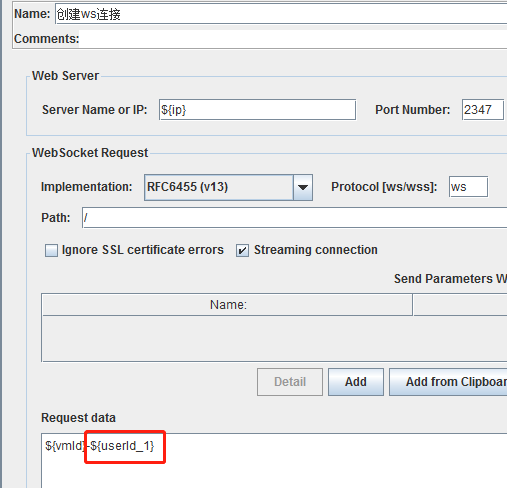 Name: 创建ws连接
Comments:
Web Server
Server Name or IP: ${ip} Port Number: 2347
WebSocket Request
Implementation: RFC6455 (v13) Protocol [ws/wss]: ws
Path: /
Ignore SSL certificate errors Streaming connection
Send Parameters W
Name:
Detail Add Add from Clipboar
Request data
${vmId}-${userId_1}